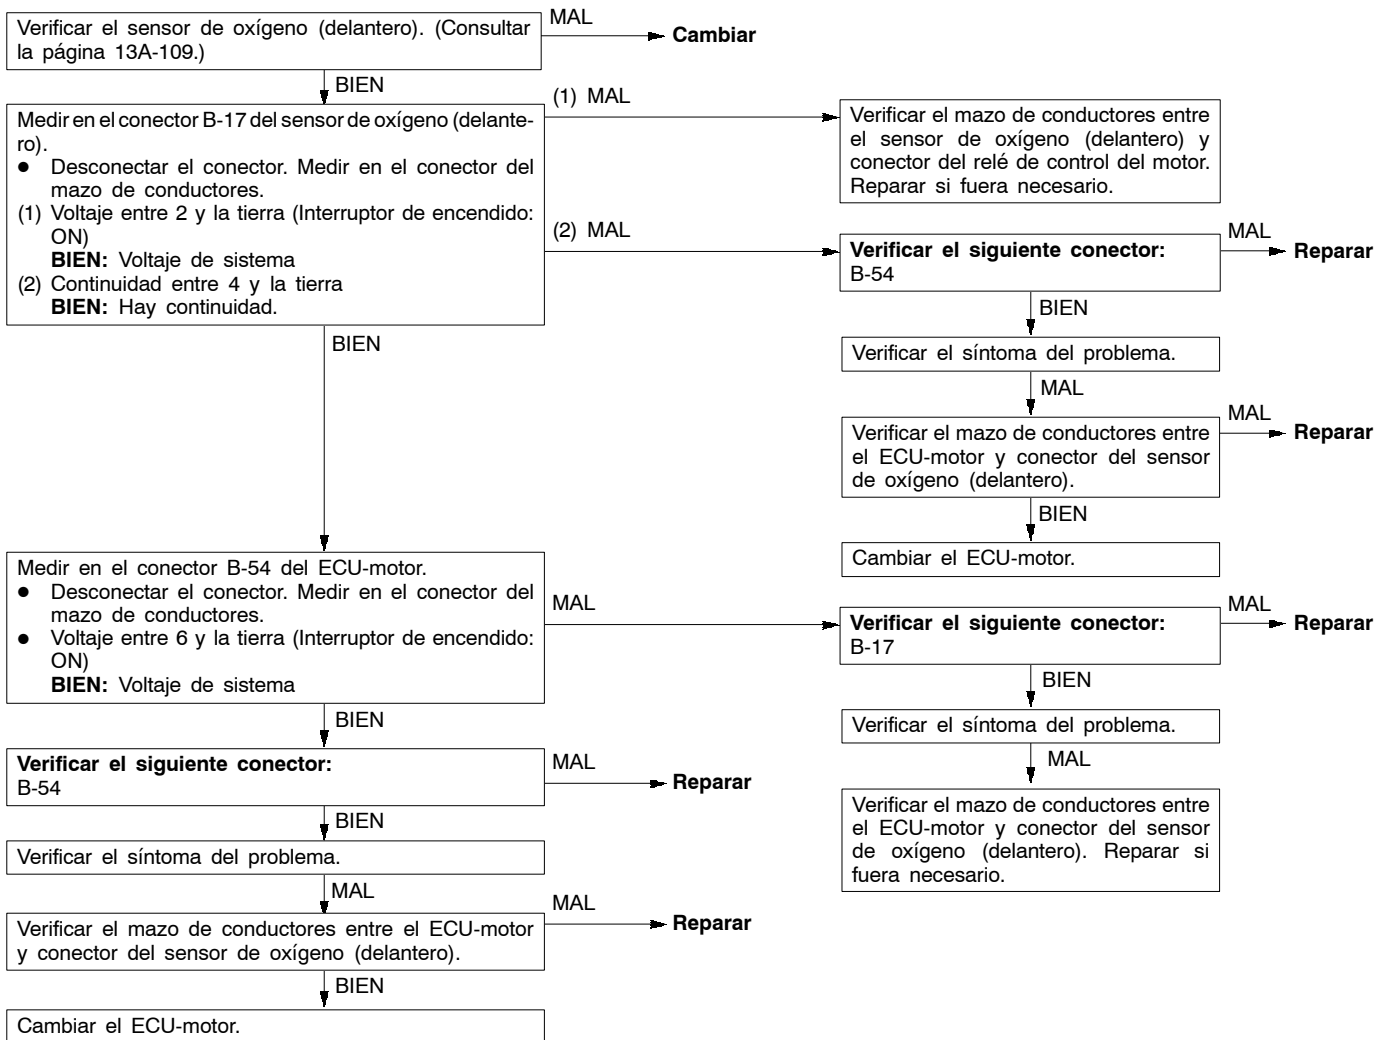 Verificar el sensor de oxígeno (delantero). (Consultar
la página 13A-109.)
MAL
Cambiar
BIEN
Medir en el conector B-17 del sensor de oxígeno (delante-
ro).
● Desconectar el conector. Medir en el conector del
mazo de conductores.
(1) Voltaje entre 2 y la tierra (Interruptor de encendido:
ON)
BIEN: Voltaje de sistema
(2) Continuidad entre 4 y la tierra
BIEN: Hay continuidad.
(1) MAL
Verificar el mazo de conductores entre
el sensor de oxígeno (delantero) y
conector del relé de control del motor.
Reparar si fuera necesario.
(2) MAL
Verificar el siguiente conector:
B-54
MAL
Reparar
BIEN
Verificar el síntoma del problema.
MAL
Verificar el mazo de conductores entre
el ECU-motor y conector del sensor
de oxígeno (delantero).
MAL
Reparar
BIEN
Cambiar el ECU-motor.
BIEN
Medir en el conector B-54 del ECU-motor.
● Desconectar el conector. Medir en el conector del
mazo de conductores.
● Voltaje entre 6 y la tierra (Interruptor de encendido:
ON)
BIEN: Voltaje de sistema
MAL
Verificar el siguiente conector:
B-17
MAL
Reparar
BIEN
Verificar el síntoma del problema.
MAL
Verificar el mazo de conductores entre
el ECU-motor y conector del sensor
de oxígeno (delantero). Reparar si
fuera necesario.
BIEN
Verificar el siguiente conector:
B-54
MAL
Reparar
BIEN
Verificar el síntoma del problema.
MAL
Verificar el mazo de conductores entre el ECU-motor
y conector del sensor de oxígeno (delantero).
MAL
Reparar
BIEN
Cambiar el ECU-motor.